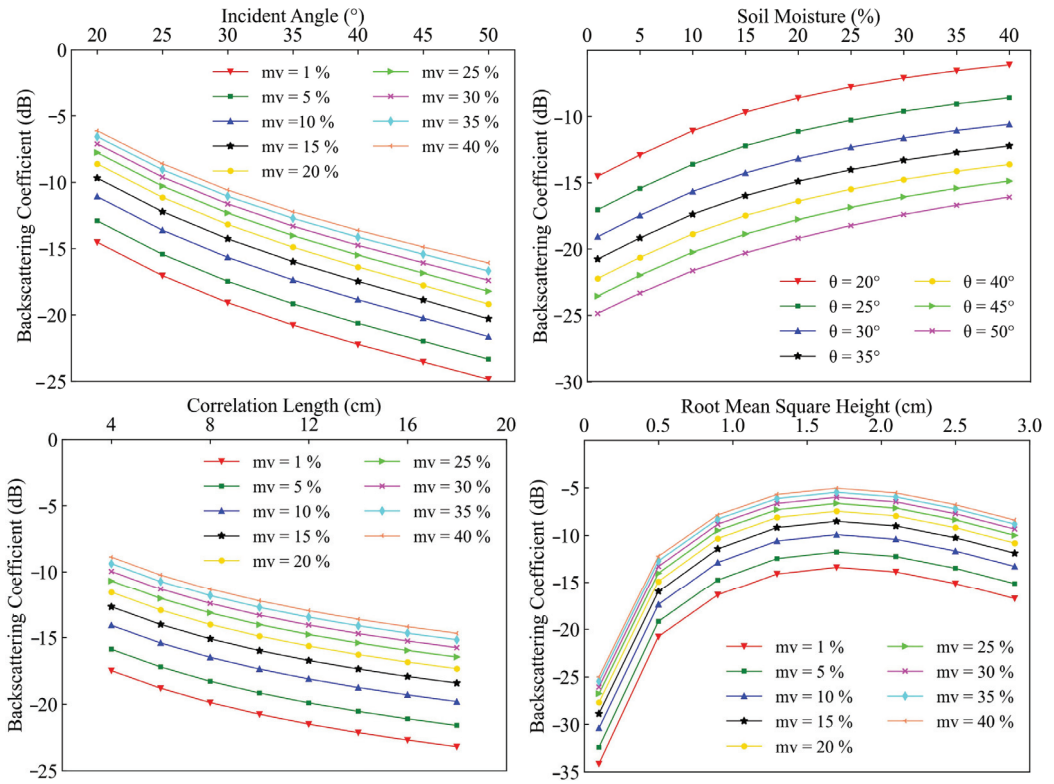 Incident Angle (°)
20 25 30 35 40 45 50
Backscattering Coefficient (dB)
0
−5
−10
−15
−20
−25
mv = 1 %
mv = 5 %
mv =10 %
mv = 15 %
mv = 20 %
mv = 25 %
mv = 30 %
mv = 35 %
mv = 40 %
Soil Moisture (%)
5 10 15 20 25 30 35 40
Backscattering Coefficient (dB)
−10
−15
−20
−25
−30
θ = 20°
θ = 25°
θ = 30°
θ = 35°
θ = 40°
θ = 45°
θ = 50°
Correlation Length (cm)
4 8 12 16 20
Backscattering Coefficient (dB)
0
−5
−10
−15
−20
−25
mv = 1 %
mv = 5 %
mv = 10 %
mv = 15 %
mv = 20 %
mv = 25 %
mv = 30 %
mv = 35 %
mv = 40 %
Root Mean Square Height (cm)
0 0.5 1.0 1.5 2.0 2.5 3.0
Backscattering Coefficient (dB)
−5
−10
−15
−20
−25
−30
−35
mv = 1 %
mv = 5 %
mv = 10 %
mv = 15 %
mv = 20 %
mv = 25 %
mv = 30 %
mv = 35 %
mv = 40 %